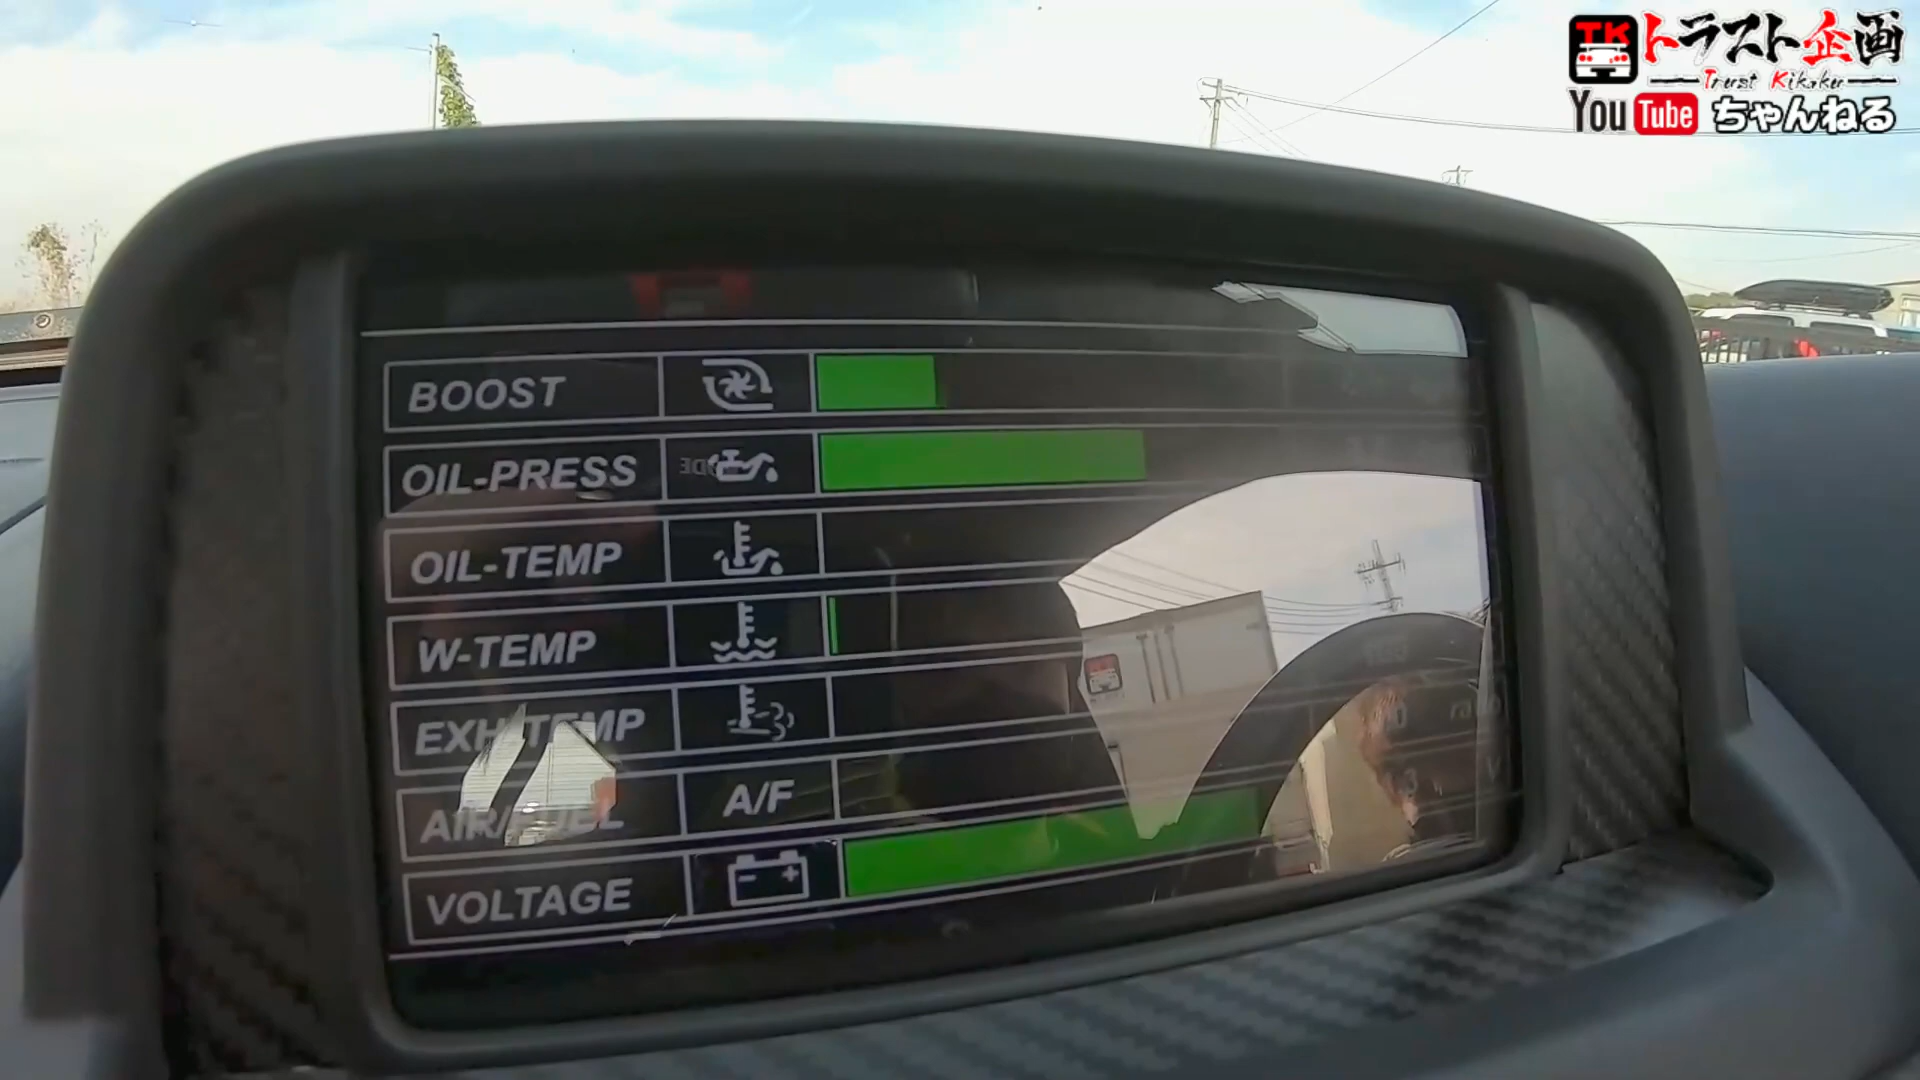 TK トラスト企画
Trust Kikaku
YouTube ちゃんねる
BOOST
OIL-PRESS
OIL-TEMP
W-TEMP
EXH-TEMP
AIR/FUEL A/F
VOLTAGE